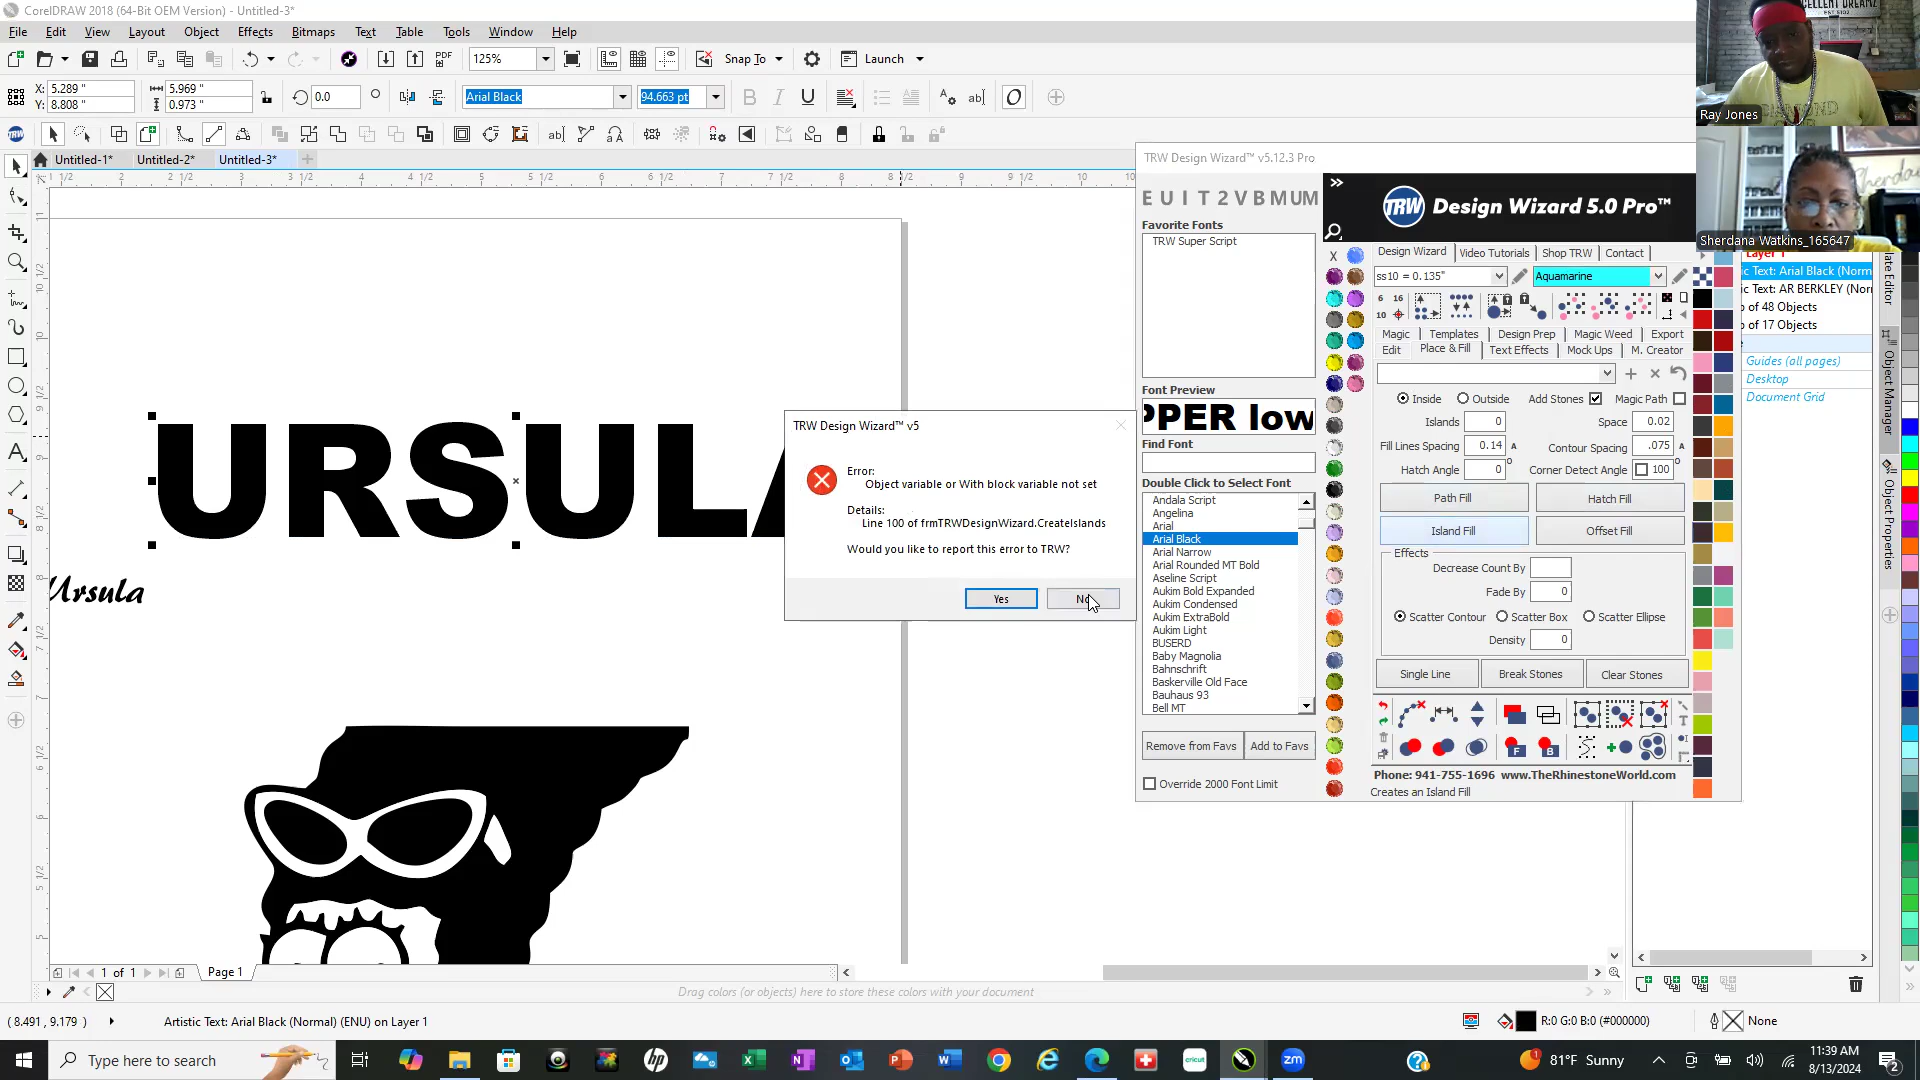 CorelDRAW 2018 (64-Bit OEM Version) - Untitled-3*
File Edit View Layout Object Effects Bitmaps Text Table Tools Window Help
PDF 125% Snap To Launch
X: 5.289 " 5.969 " 0.0 Arial Black 94.663 pt B I U ab O
Y: 8.808 " 0.973 "
TRW
Untitled-1* Untitled-2* Untitled-3*
Ray Jones
Sherdana Watkins_165647
URSULA
Ursula
TRW Design Wizard™ v5.12.3 Pro
E U I T 2 V B M UM
TRW Design Wizard 5.0 Pro™
Favorite Fonts
TRW Super Script
Font Preview
PPER low
Find Font
Double Click to Select Font
Andala Script
Angelina
Arial
Arial Black
Arial Narrow
Arial Rounded MT Bold
Aseline Script
Aukim Bold Expanded
Aukim Condensed
Aukim ExtraBold
Aukim Light
BUSERD
Baby Magnolia
Bahnschrift
Baskerville Old Face
Bauhaus 93
Bell MT
Remove from Favs Add to Favs
Override 2000 Font Limit
Design Wizard Video Tutorials Shop TRW Contact
ss10 = 0.135" Aquamarine
6 16
10
Magic Templates Design Prep Magic Weed Export
Edit Place & Fill Text Effects Mock Ups M. Creator
Inside Outside Add Stones Magic Path
Islands 0 Space 0.02
Fill Lines Spacing 0.14 A Contour Spacing .075 A
Hatch Angle 0 ° Corner Detect Angle 100 °
Path Fill Hatch Fill
Island Fill Offset Fill
Effects
Decrease Count By
Fade By 0
Scatter Contour Scatter Box Scatter Ellipse
Density 0
Single Line Break Stones Clear Stones
Phone: 941-755-1696 www.TheRhinestoneWorld.com
Creates an Island Fill
TRW Design Wizard™ v5
Error:
Object variable or With block variable not set
Details:
Line 100 of frmTRWDesignWizard.CreateIslands
Would you like to report this error to TRW?
Yes No
Layer 1
ic Text: Arial Black (Norm
ic Text: AR BERKLEY (Nor
p of 48 Objects
p of 17 Objects
Guides (all pages)
Desktop
Document Grid
Object Manager
Object Properties
1 of 1 Page 1
Drag colors (or objects) here to store these colors with your document
( 8.491 , 9.179 ) Artistic Text: Arial Black (Normal) (ENU) on Layer 1 R:0 G:0 B:0 (#000000) None
Type here to search 81°F Sunny 11:39 AM
8/13/2024